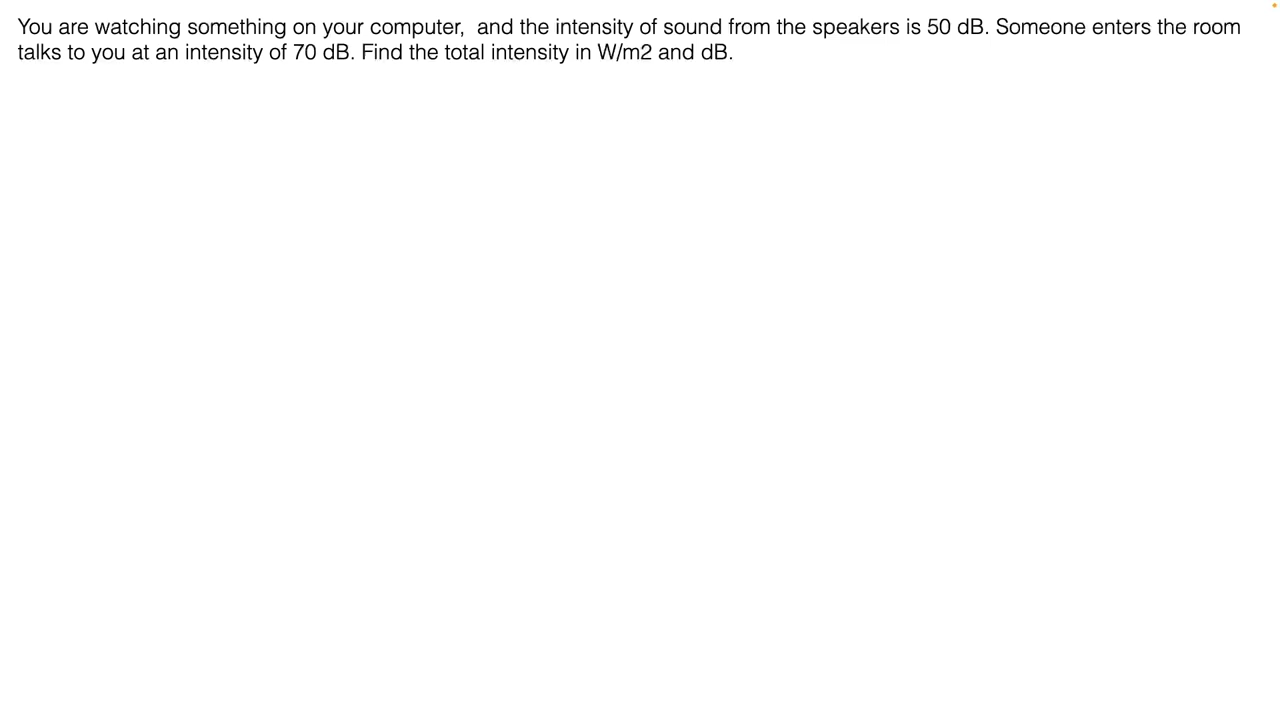 You are watching something on your computer,  and the intensity of sound from the speakers is 50 dB. Someone enters the room
talks to you at an intensity of 70 dB. Find the total intensity in W/m2 and dB.